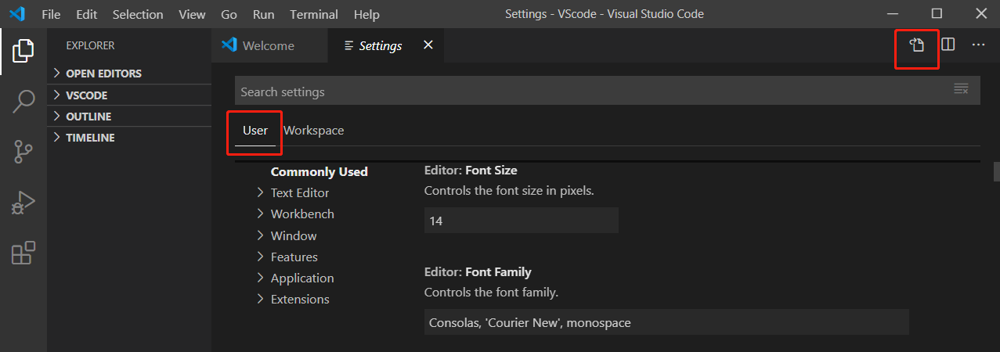 File Edit Selection View Go Run Terminal Help Settings - VScode - Visual Studio Code
EXPLORER
Welcome Settings
OPEN EDITORS
VSCODE
OUTLINE
TIMELINE
Search settings
User Workspace
Commonly Used
Text Editor
Workbench
Window
Features
Application
Extensions
Editor: Font Size
Controls the font size in pixels.
14
Editor: Font Family
Controls the font family.
Consolas, 'Courier New', monospace